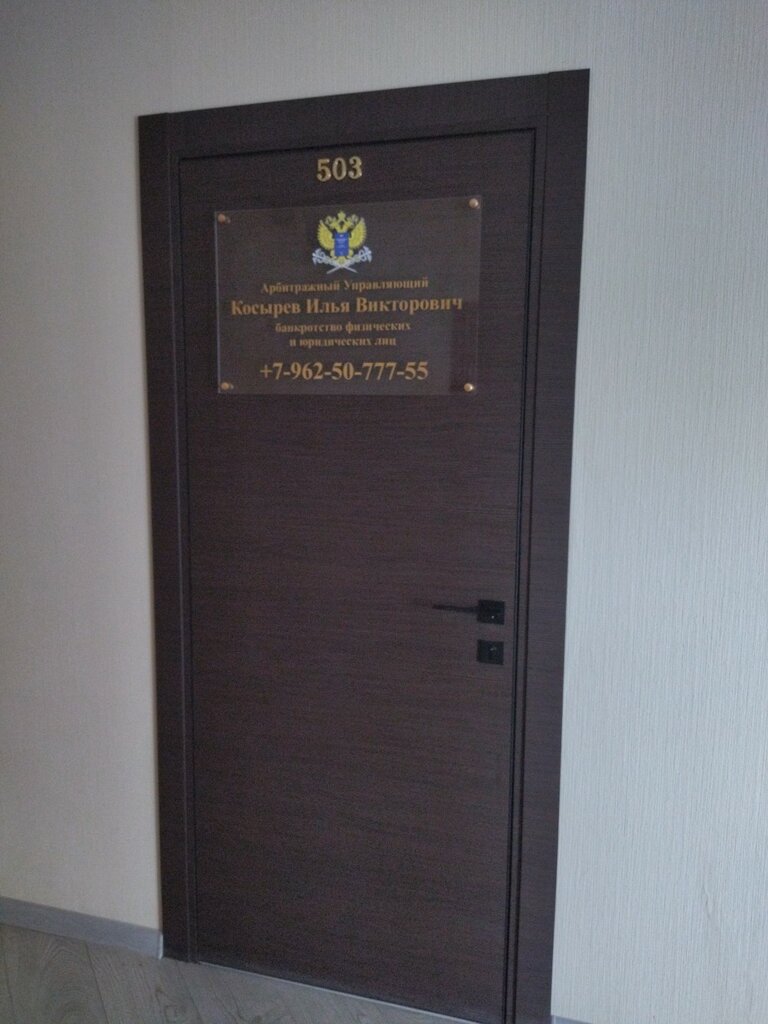 503
Арбитражный Управляющий
Косырев Илья Викторович
банкротство физических
и юридических лиц
+7-962-50-777-55